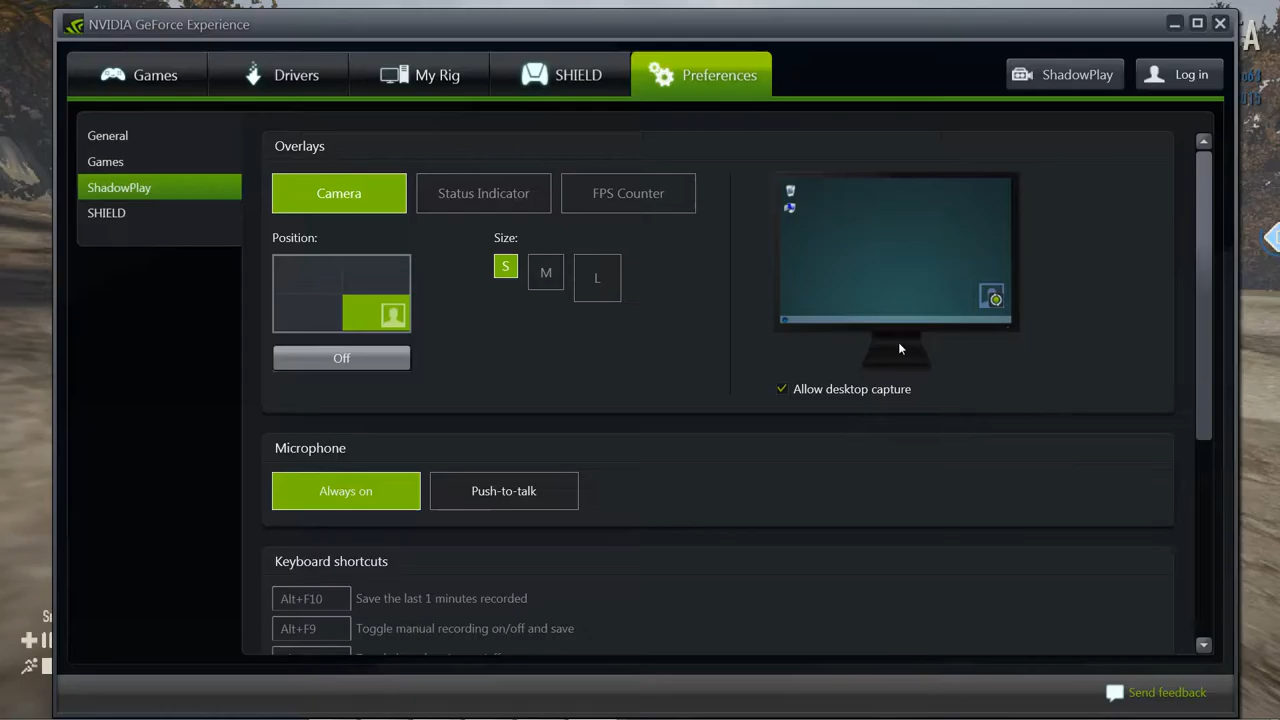 NVIDIA GeForce Experience
Games
Drivers
My Rig
SHIELD
Preferences
ShadowPlay
Log in
General
Games
ShadowPlay
SHIELD
Overlays
Camera
Status Indicator
FPS Counter
Position:
Size:
S
M
L
Off
Allow desktop capture
Microphone
Always on
Push-to-talk
Keyboard shortcuts
Alt+F10
Save the last 1 minutes recorded
Alt+F9
Toggle manual recording on/off and save
Send feedback